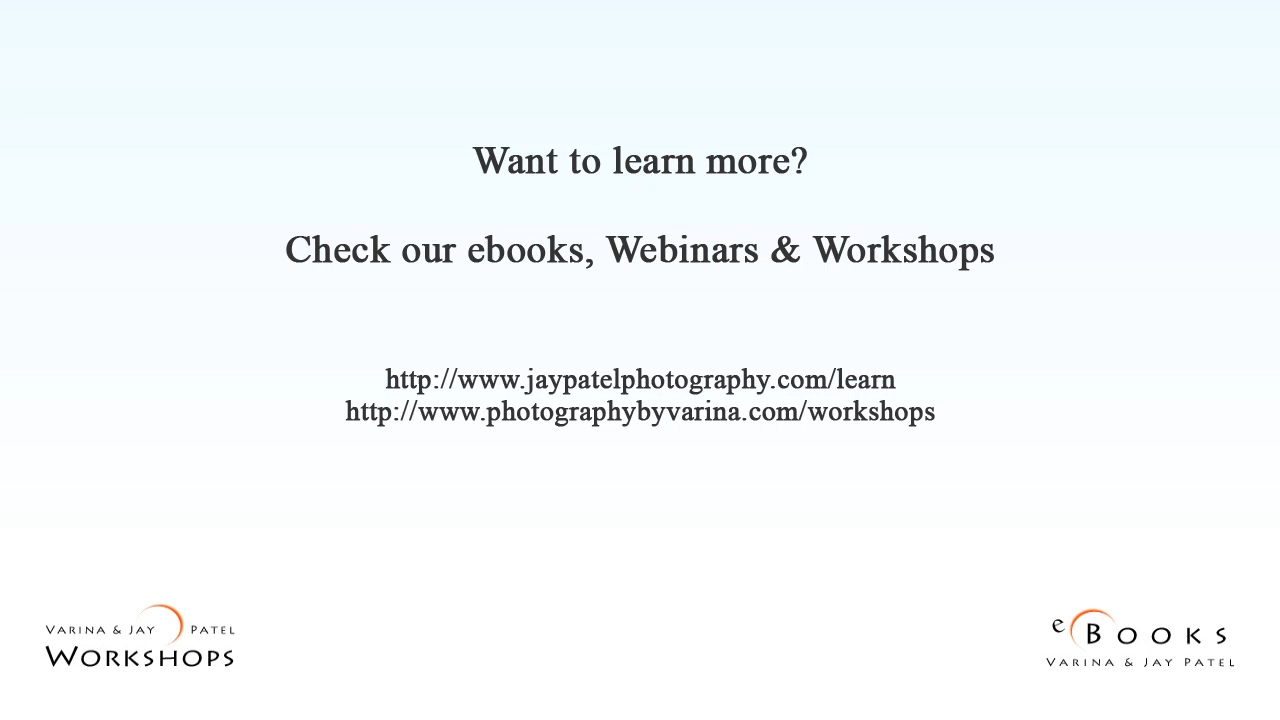 Want to learn more?
Check our ebooks, Webinars & Workshops
http://www.jaypatelphotography.com/learn
http://www.photographybyvarina.com/workshops
VARINA & JAY PATEL
WORKSHOPS
eBOOKS
VARINA & JAY PATEL